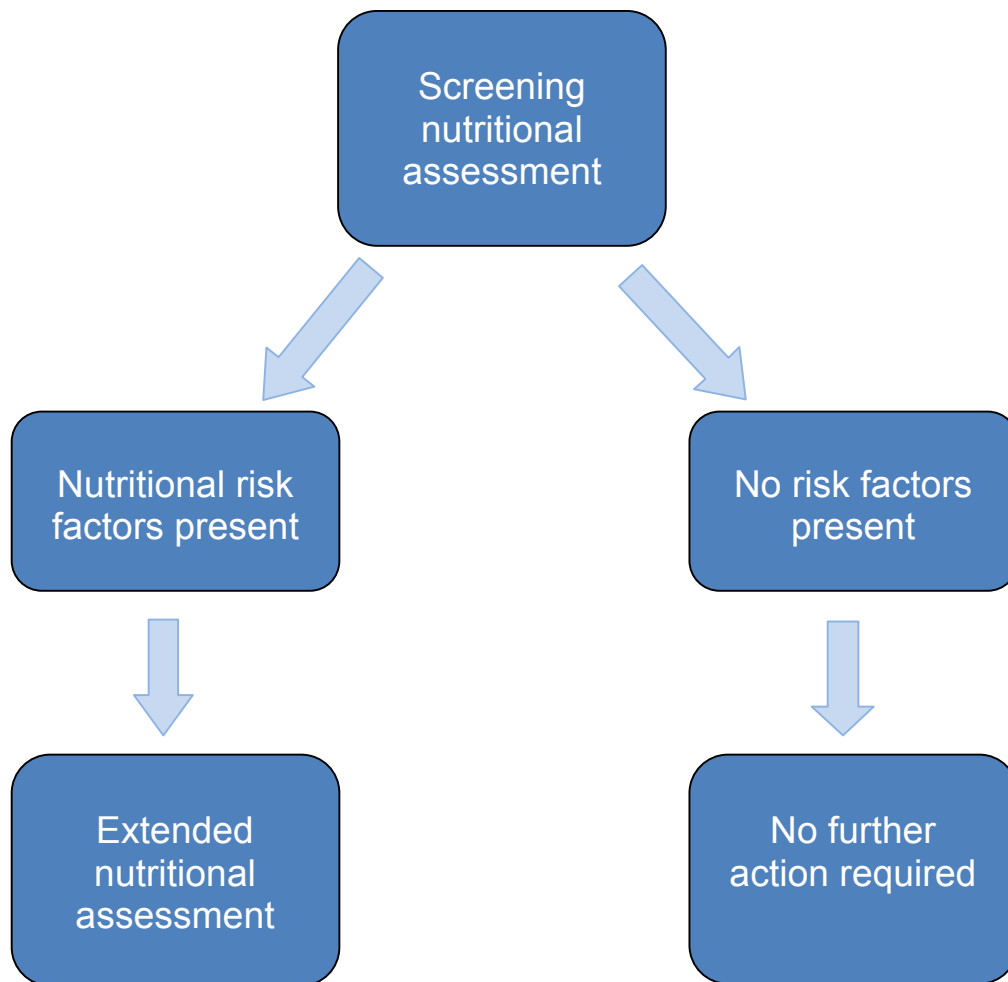 Screening
nutritional
assessment
Nutritional risk
factors present
No risk factors
present
Extended
nutritional
assessment
No further
action required